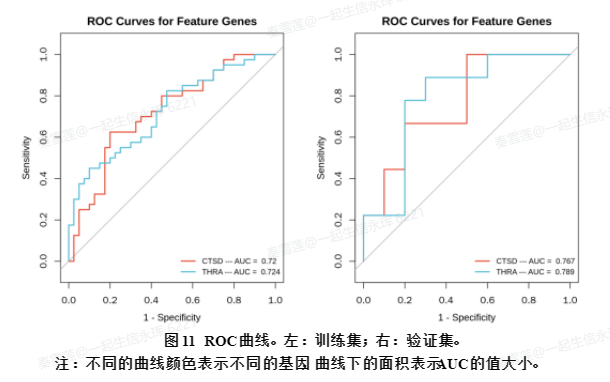 ROC Curves for Feature Genes
Sensitivity
0.0 0.2 0.4 0.6 0.8 1.0
0.0 0.2 0.4 0.6 0.8 1.0
1 - Specificity
CTSD --- AUC = 0.72
THRA --- AUC = 0.724
ROC Curves for Feature Genes
Sensitivity
0.0 0.2 0.4 0.6 0.8 1.0
0.0 0.2 0.4 0.6 0.8 1.0
1 - Specificity
CTSD --- AUC = 0.767
THRA --- AUC = 0.789
图11 ROC曲线。左：训练集；右：验证集。
注：不同的曲线颜色表示不同的基因 曲线下的面积表示AUC的值大小。